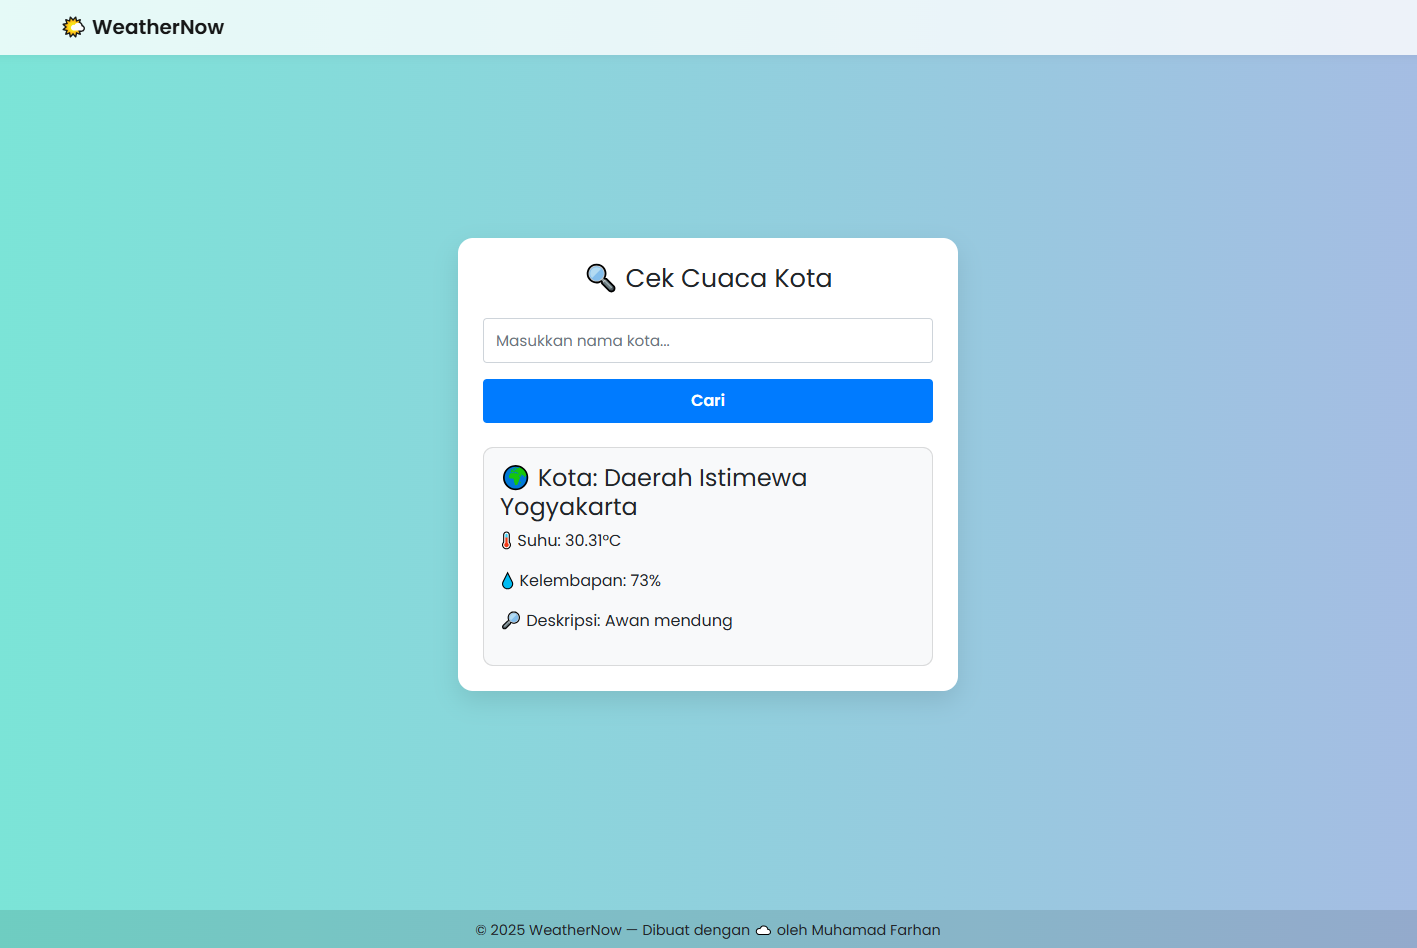 WeatherNow
Cek Cuaca Kota
Masukkan nama kota...
Cari
Kota: Daerah Istimewa
Yogyakarta
Suhu: 30.31°C
Kelembapan: 73%
Deskripsi: Awan mendung
© 2025 WeatherNow — Dibuat dengan ☁ oleh Muhamad Farhan